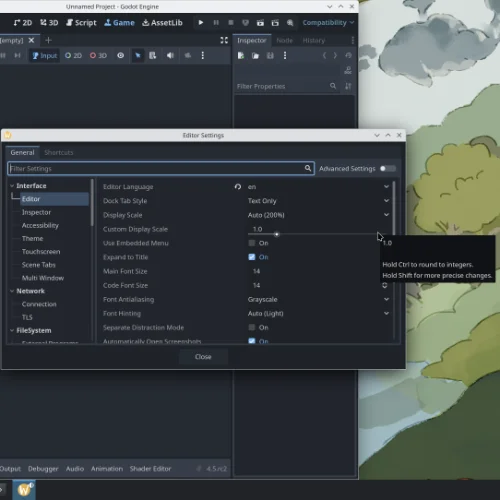 Unnamed Project - Godot Engine
2D 3D Script Game AssetLib Compatibility
[empty] Inspector Node History
Input 2D 3D
Filter Properties
Editor Settings
General Shortcuts
Filter Settings Advanced Settings
Interface
Editor
Inspector
Accessibility
Theme
Touchscreen
Scene Tabs
Multi Window
Network
Connection
TLS
FileSystem
External Programs
Editor Language en
Dock Tab Style Text Only
Display Scale Auto (200%)
Custom Display Scale 1.0
Use Embedded Menu On
Expand to Title On
Main Font Size 14
Code Font Size 14
Font Antialiasing Grayscale
Font Hinting Auto (Light)
Separate Distraction Mode On
Automatically Open Screenshots On
1.0
Hold Ctrl to round to integers.
Hold Shift for more precise changes.
Close
Output Debugger Audio Animation Shader Editor 4.5.rc2